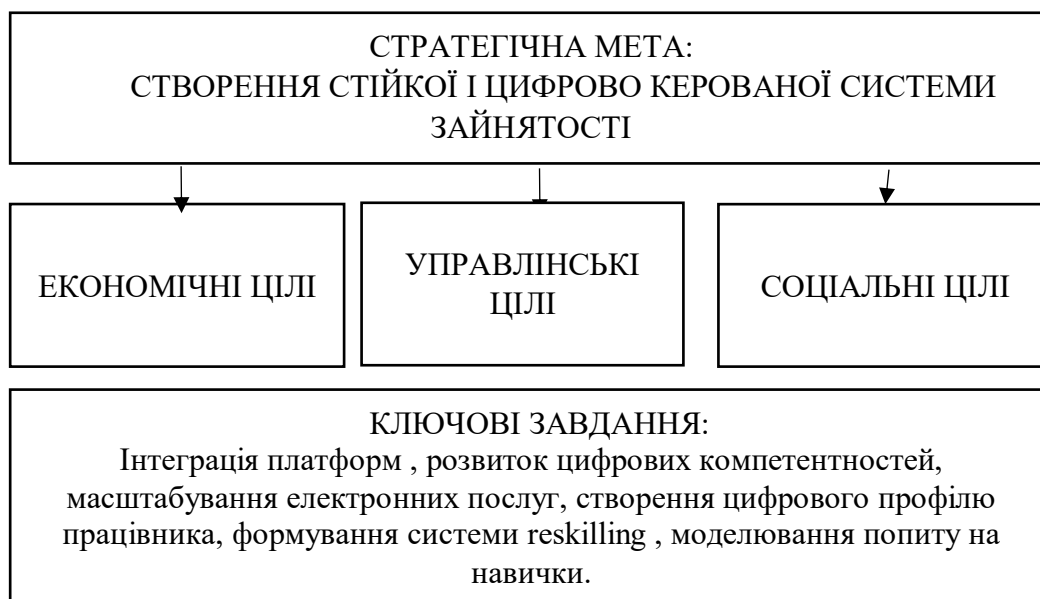 СТРАТЕГІЧНА МЕТА:
СТВОРЕННЯ СТІЙКОЇ І ЦИФРОВО КЕРОВАНОЇ СИСТЕМИ
ЗАЙНЯТОСТІ
ЕКОНОМІЧНІ ЦІЛІ
УПРАВЛІНСЬКІ
ЦІЛІ
СОЦІАЛЬНІ ЦІЛІ
КЛЮЧОВІ ЗАВДАННЯ:
Інтеграція платформ , розвиток цифрових компетентностей,
масштабування електронних послуг, створення цифрового профілю
працівника, формування системи reskilling , моделювання попиту на
навички.